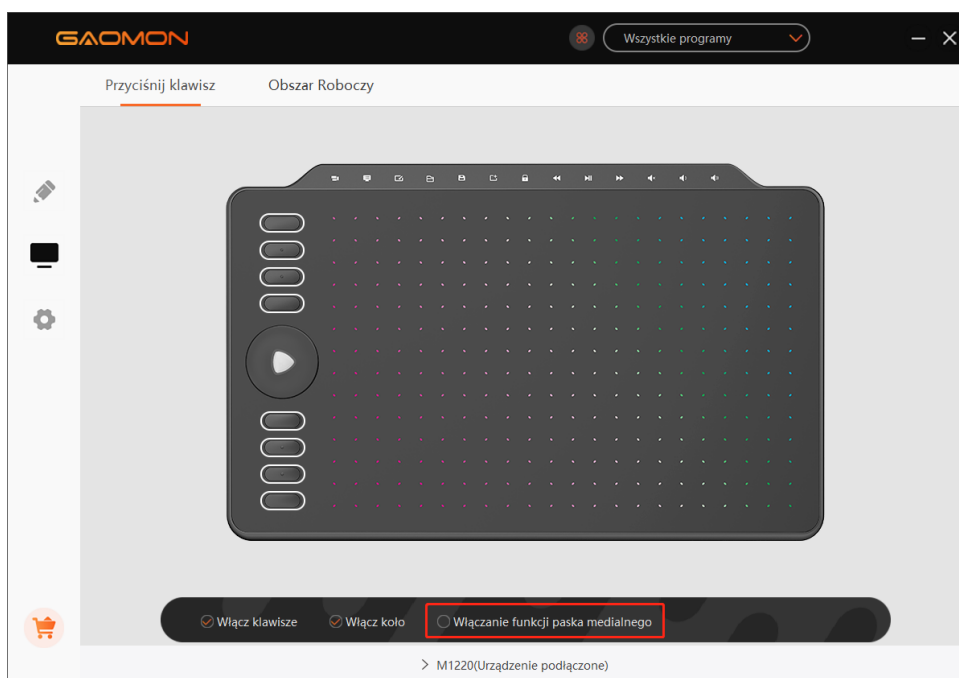 GAOMON
Wszystkie programy
Przyciśnij klawisz
Obszar Roboczy
Włącz klawisze
Włącz koło
Włączanie funkcji paska medialnego
M1220(Urządzenie podłączone)